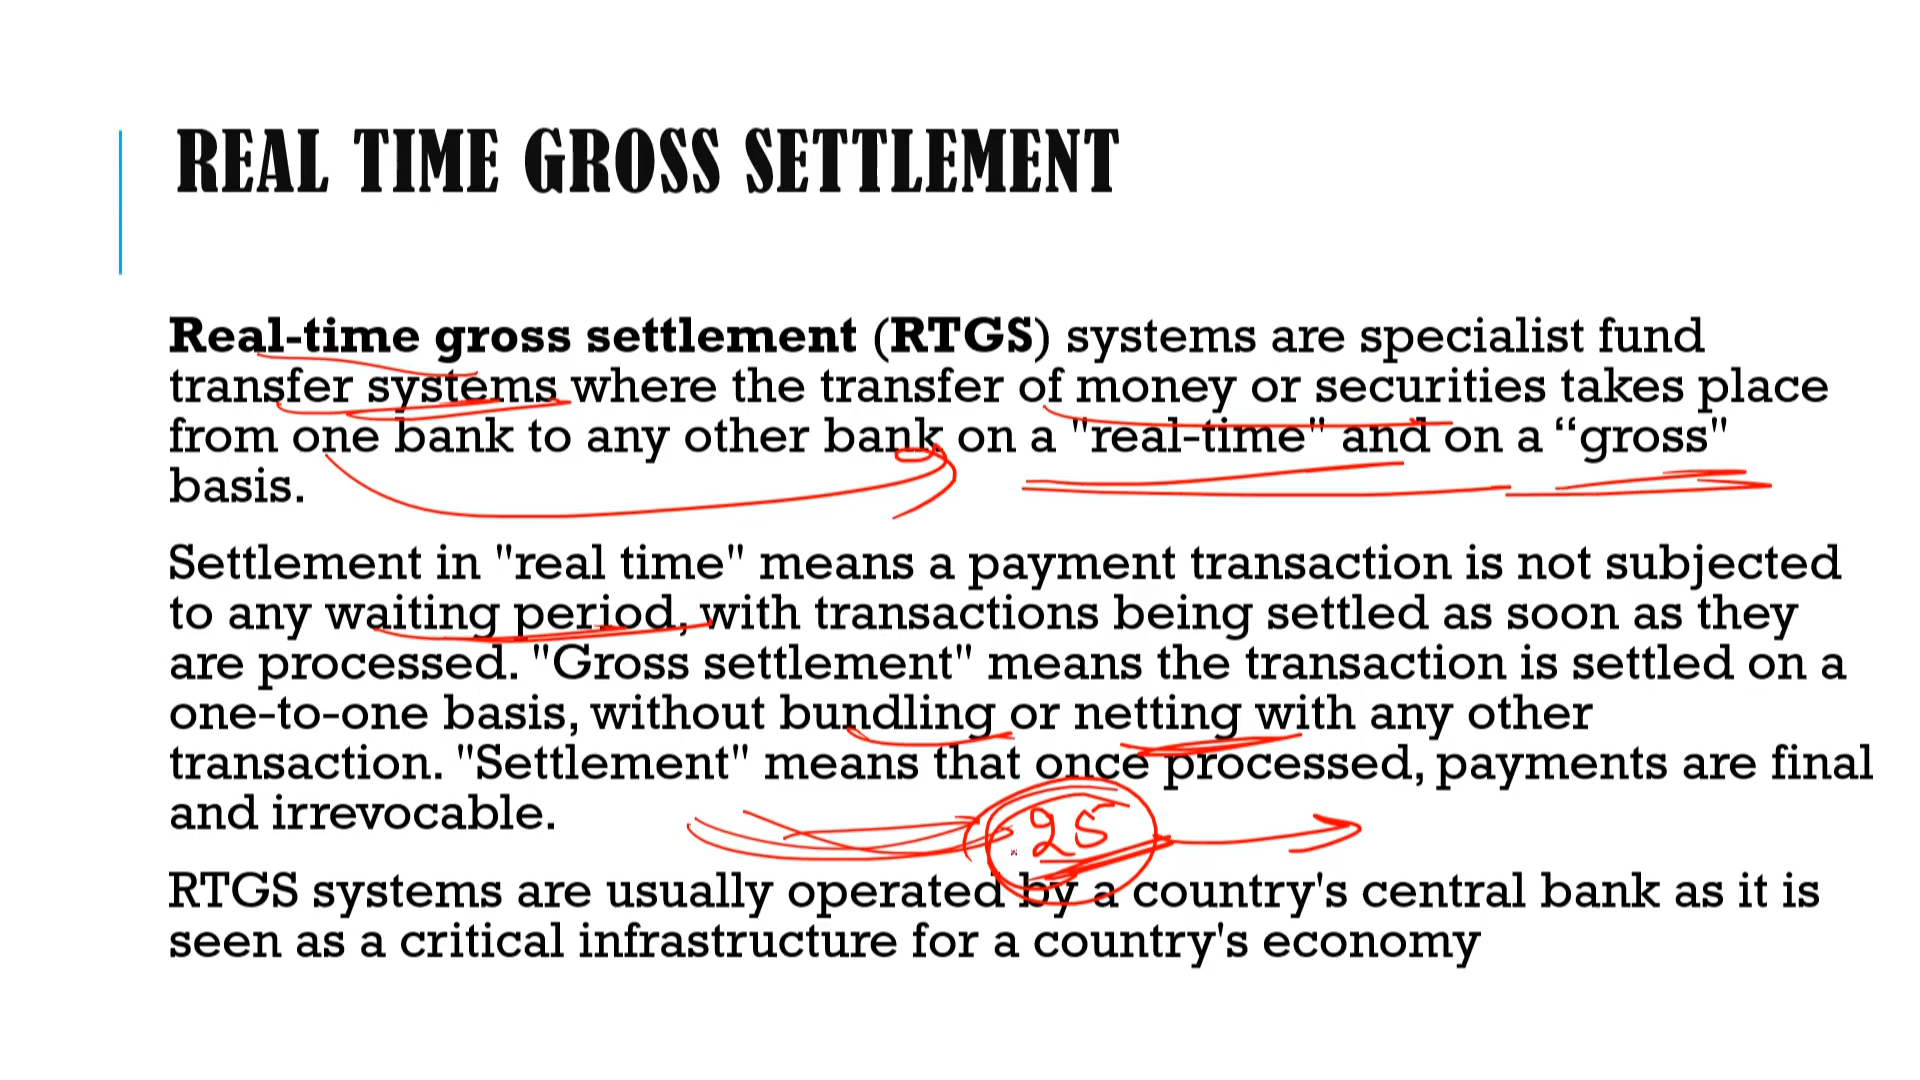 REAL TIME GROSS SETTLEMENT
Real-time gross settlement (RTGS) systems are specialist fund
transfer systems where the transfer of money or securities takes place
from one bank to any other bank on a "real-time" and on a “gross"
basis.
Settlement in "real time" means a payment transaction is not subjected
to any waiting period, with transactions being settled as soon as they
are processed. "Gross settlement" means the transaction is settled on a
one-to-one basis, without bundling or netting with any other
transaction. "Settlement" means that once processed, payments are final
and irrevocable.
25
RTGS systems are usually operated by a country's central bank as it is
seen as a critical infrastructure for a country's economy